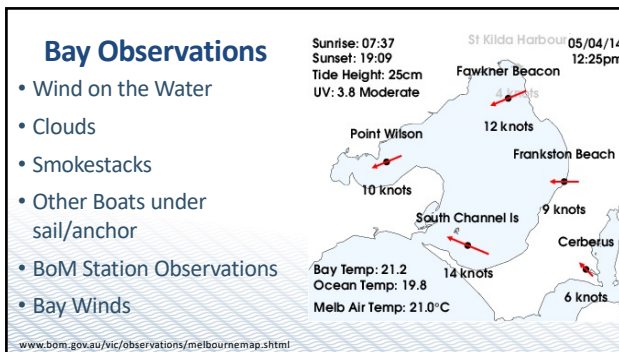 Bay Observations
• Wind on the Water
• Clouds
• Smokestacks
• Other Boats under
sail/anchor
• BoM Station Observations
• Bay Winds
www.bom.gov.au/vic/observations/melbournemap.shtml
Sunrise: 07:37
Sunset: 19:09
Tide Height: 25cm
UV: 3.8 Moderate
St Kilda Harbour
05/04/14
12:25pm
Fawkner Beacon
4 knots
12 knots
Point Wilson
10 knots
Frankston Beach
9 knots
South Channel Is
14 knots
Cerberus
6 knots
Bay Temp: 21.2
Ocean Temp: 19.8
Melb Air Temp: 21.0°C